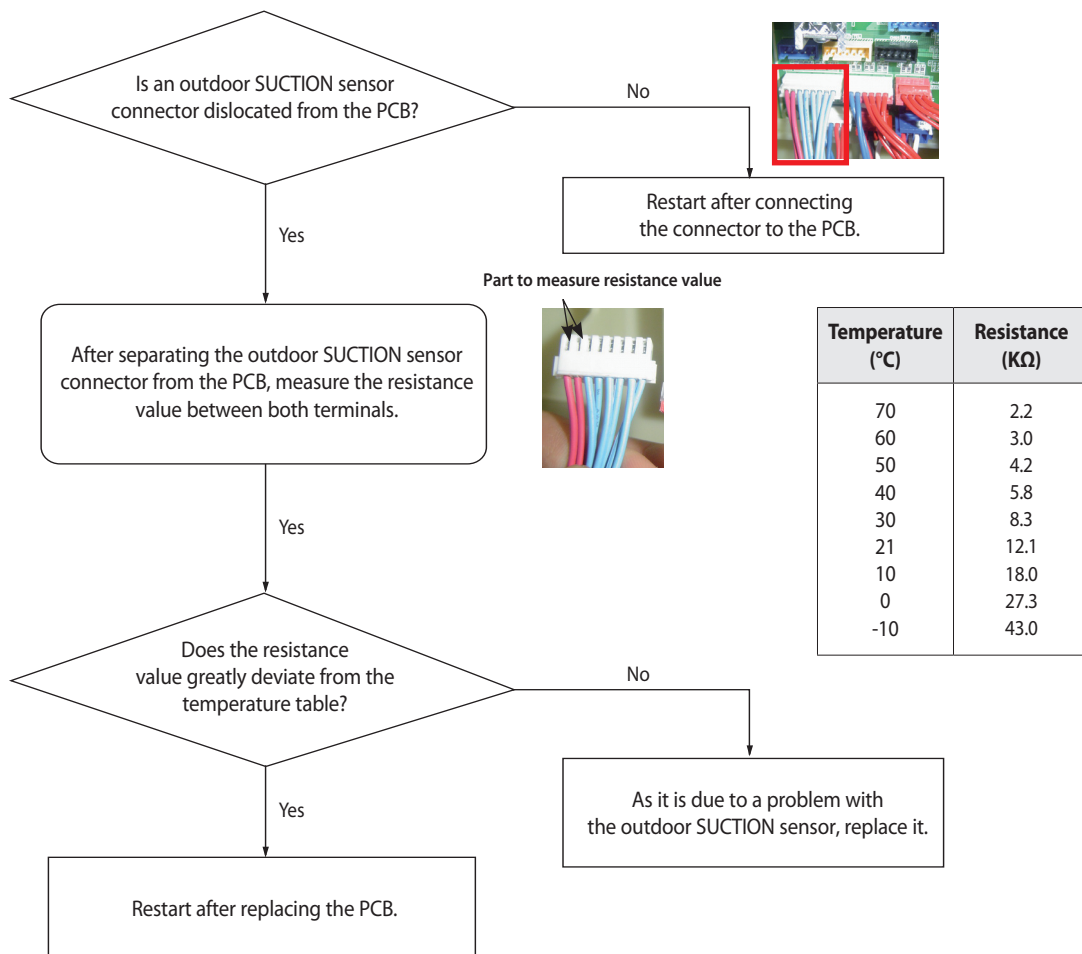 Is an outdoor SUCTION sensor
connector dislocated from the PCB?
No
Restart after connecting
the connector to the PCB.
Yes
Part to measure resistance value
After separating the outdoor SUCTION sensor
connector from the PCB, measure the resistance
value between both terminals.
Temperature Resistance
(°C) (KΩ)
70 2.2
60 3.0
50 4.2
40 5.8
30 8.3
21 12.1
10 18.0
0 27.3
-10 43.0
Yes
Does the resistance
value greatly deviate from the
temperature table?
No
As it is due to a problem with
the outdoor SUCTION sensor, replace it.
Yes
Restart after replacing the PCB.